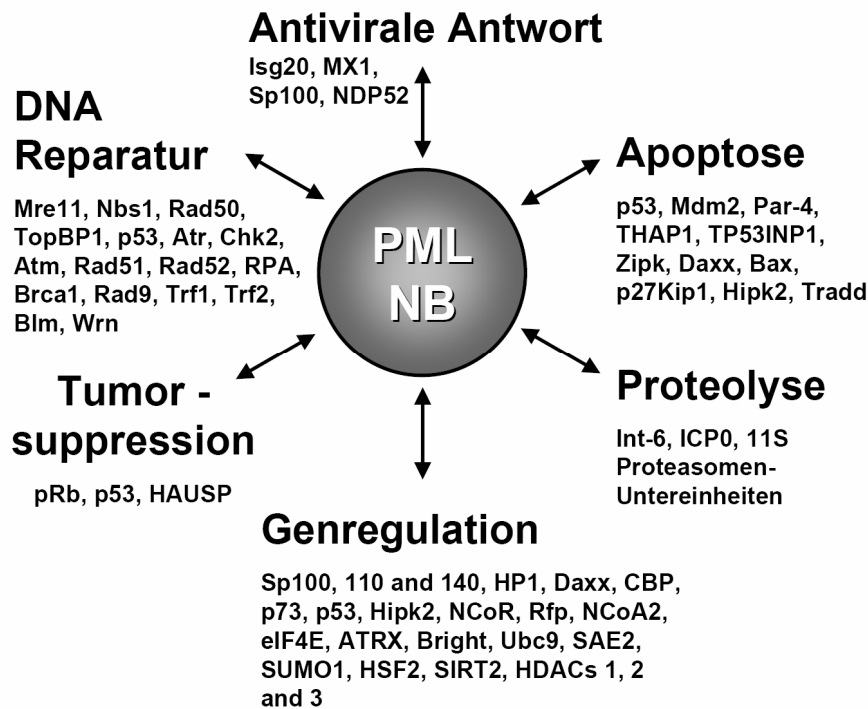 Antivirale Antwort
Isg20, MX1,
Sp100, NDP52
DNA
Reparatur
Mre11, Nbs1, Rad50,
TopBP1, p53, Atr, Chk2,
Atm, Rad51, Rad52, RPA,
Brca1, Rad9, Trf1, Trf2,
Blm, Wrn
PML
NB
Apoptose
p53, Mdm2, Par-4,
THAP1, TP53INP1,
Zipk, Daxx, Bax,
p27Kip1, Hipk2, Tradd
Tumor -
suppression
pRb, p53, HAUSP
Proteolyse
Int-6, ICP0, 11S
Proteasomen-
Untereinheiten
Genregulation
Sp100, 110 and 140, HP1, Daxx, CBP,
p73, p53, Hipk2, NCoR, Rfp, NCoA2,
eIF4E, ATRX, Bright, Ubc9, SAE2,
SUMO1, HSF2, SIRT2, HDACs 1, 2
and 3